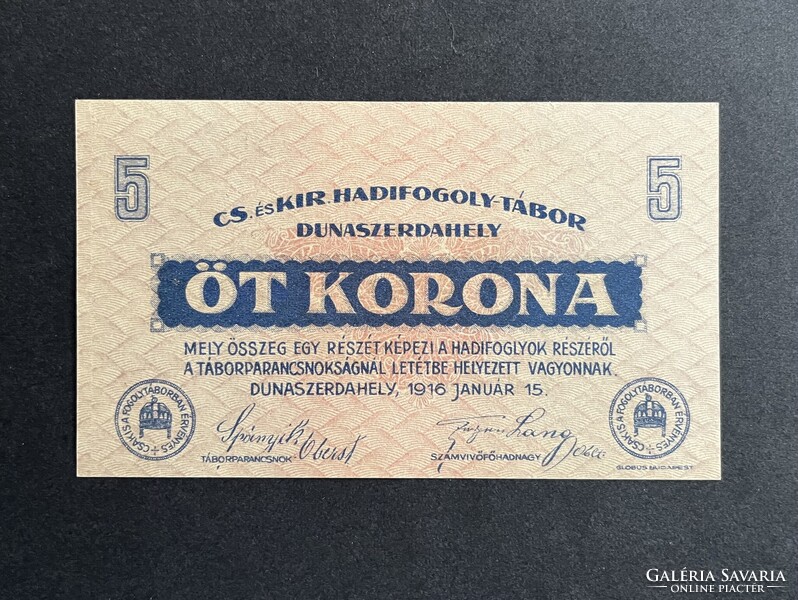 5 5
CS. ÉS KIR. HADIFOGOLY-TÁBOR
DUNASZERDAHELY
ÖT KORONA
MELY ÖSSZEG EGY RÉSZÉT KÉPEZI A HADIFOGLYOK RÉSZÉRŐL
A TÁBORPARANCSNOKSÁGNÁL LETÉTBE HELYEZETT VAGYONNAK.
DUNASZERDAHELY, 1916 JANUÁR 15.
CSAK IS A FOGOLYTÁBORBAN ÉRVÉNYES
CSAK IS A FOGOLYTÁBORBAN ÉRVÉNYES
Oberst
Lang
TÁBORPARANCSNOK.
SZÁMVIVŐFŐHADNAGY
GLOBUS BUDAPEST
GALÉRIA SAVARIA
ONLINE PIACTÉR